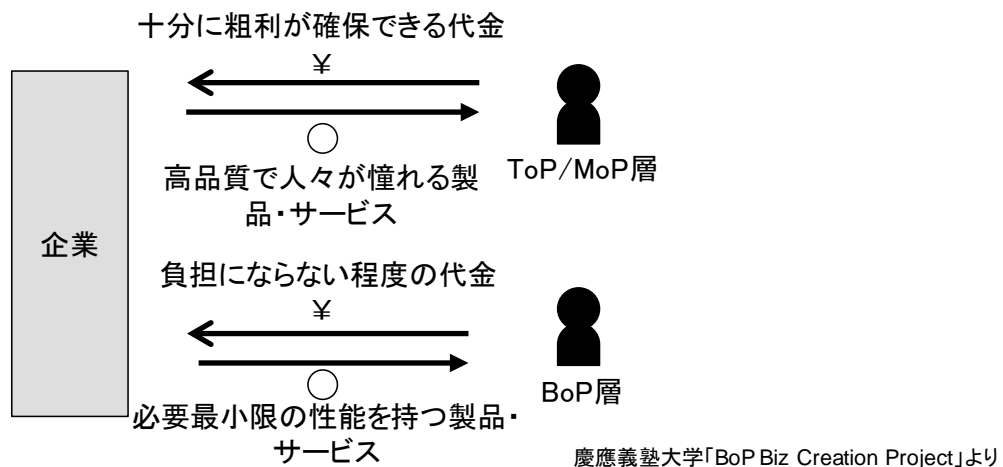 十分に粗利が確保できる代金
¥
高品質で人々が憧れる製
品・サービス
ToP/MoP層
企業
負担にならない程度の代金
¥
BoP層
必要最小限の性能を持つ製品・
サービス
慶應義塾大学「BoP Biz Creation Project」より